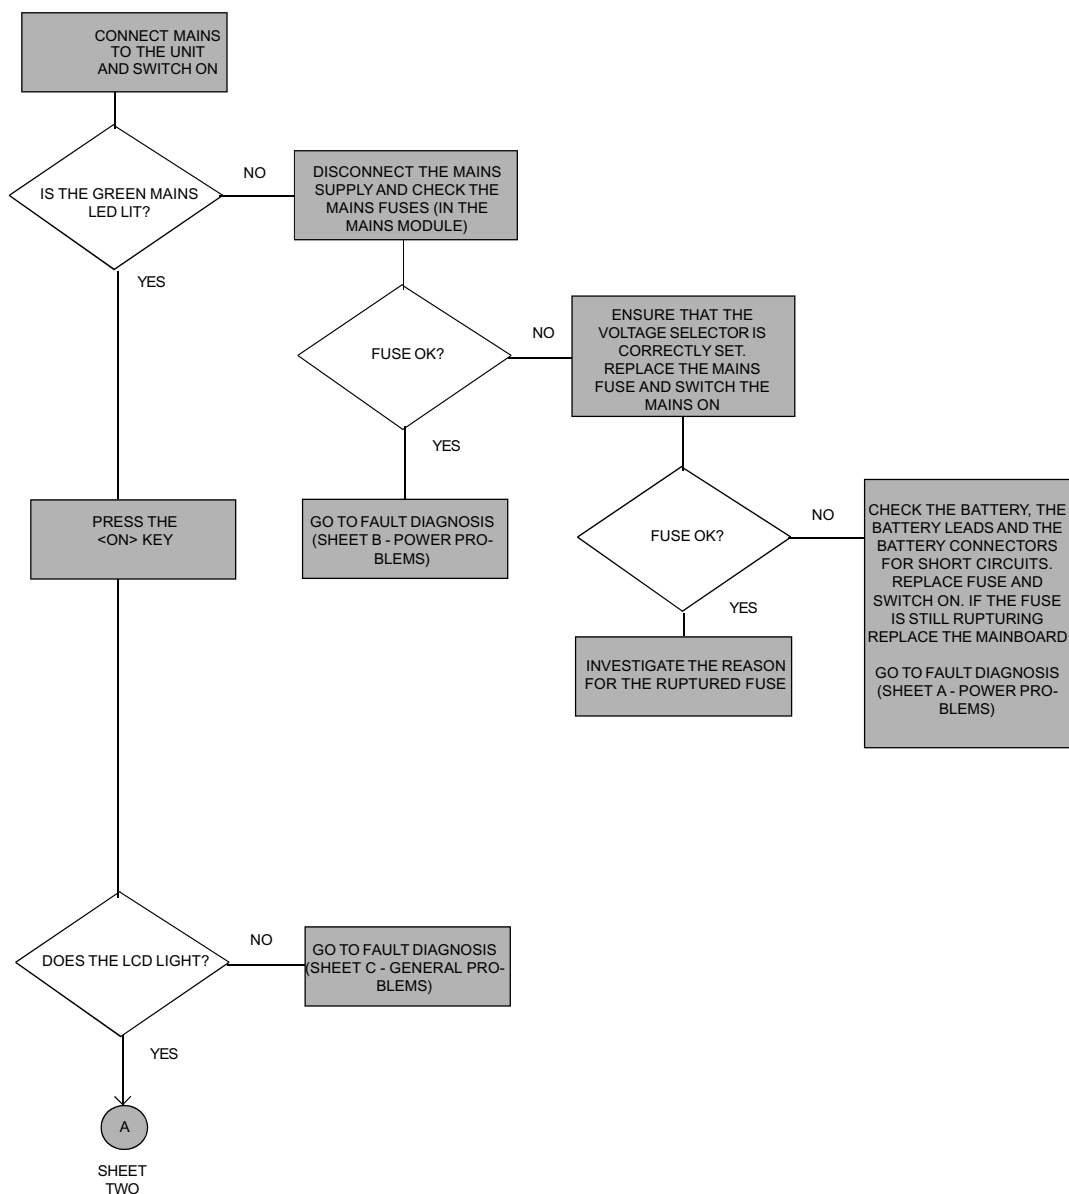 CONNECT MAINS
TO THE UNIT
AND SWITCH ON
IS THE GREEN MAINS
LED LIT?
NO
DISCONNECT THE MAINS
SUPPLY AND CHECK THE
MAINS FUSES (IN THE
MAINS MODULE)
YES
FUSE OK?
NO
ENSURE THAT THE
VOLTAGE SELECTOR IS
CORRECTLY SET.
REPLACE THE MAINS
FUSE AND SWITCH THE
MAINS ON
YES
PRESS THE
<ON> KEY
GO TO FAULT DIAGNOSIS
(SHEET B - POWER PRO-
BLEMS)
FUSE OK?
NO
CHECK THE BATTERY, THE
BATTERY LEADS AND THE
BATTERY CONNECTORS
FOR SHORT CIRCUITS.
REPLACE FUSE AND
SWITCH ON. IF THE FUSE
IS STILL RUPTURING
REPLACE THE MAINBOARD
GO TO FAULT DIAGNOSIS
(SHEET A - POWER PRO-
BLEMS)
YES
INVESTIGATE THE REASON
FOR THE RUPTURED FUSE
DOES THE LCD LIGHT?
NO
GO TO FAULT DIAGNOSIS
(SHEET C - GENERAL PRO-
BLEMS)
YES
A
SHEET
TWO